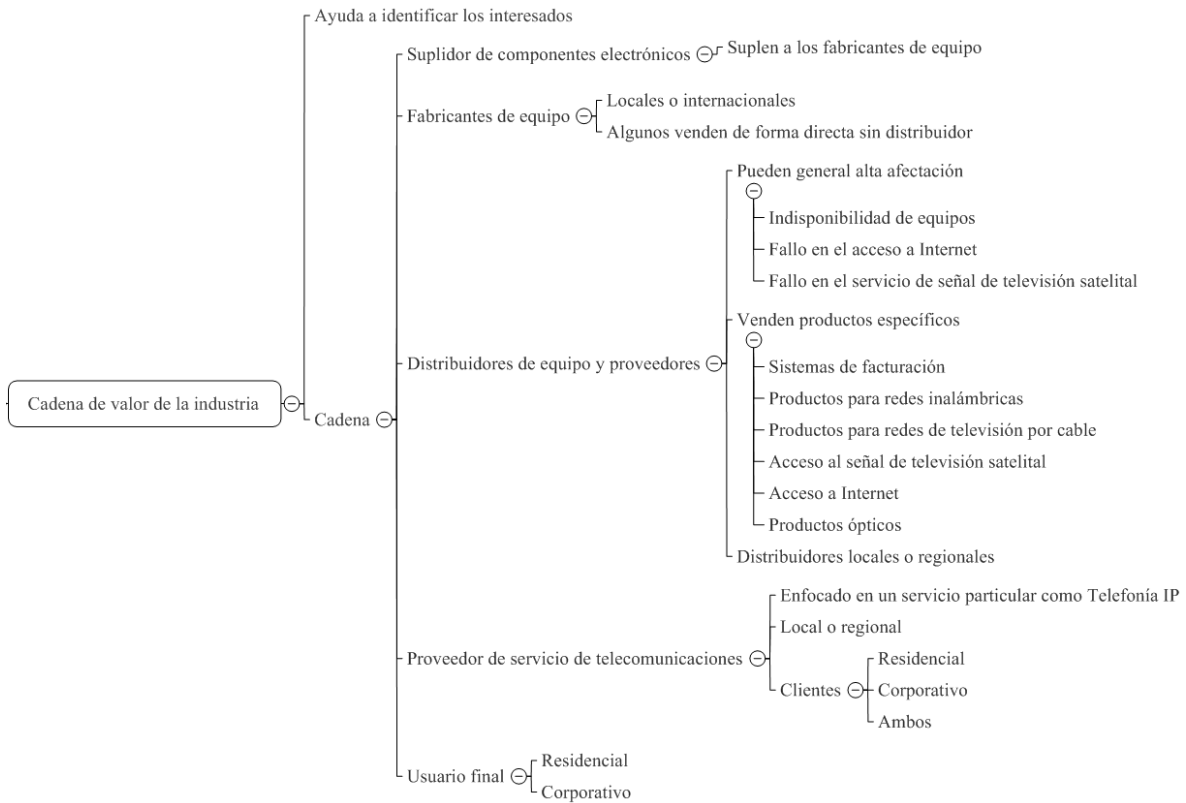 Cadena de valor de la industria
Ayuda a identificar los interesados
Cadena
Suplidor de componentes electrónicos
Suplen a los fabricantes de equipo
Fabricantes de equipo
Locales o internacionales
Algunos venden de forma directa sin distribuidor
Distribuidores de equipo y proveedores
Pueden general alta afectación
Indisponibilidad de equipos
Fallo en el acceso a Internet
Fallo en el servicio de señal de televisión satelital
Venden productos específicos
Sistemas de facturación
Productos para redes inalámbricas
Productos para redes de televisión por cable
Acceso al señal de televisión satelital
Acceso a Internet
Productos ópticos
Distribuidores locales o regionales
Proveedor de servicio de telecomunicaciones
Enfocado en un servicio particular como Telefonía IP
Local o regional
Clientes
Residencial
Corporativo
Ambos
Usuario final
Residencial
Corporativo